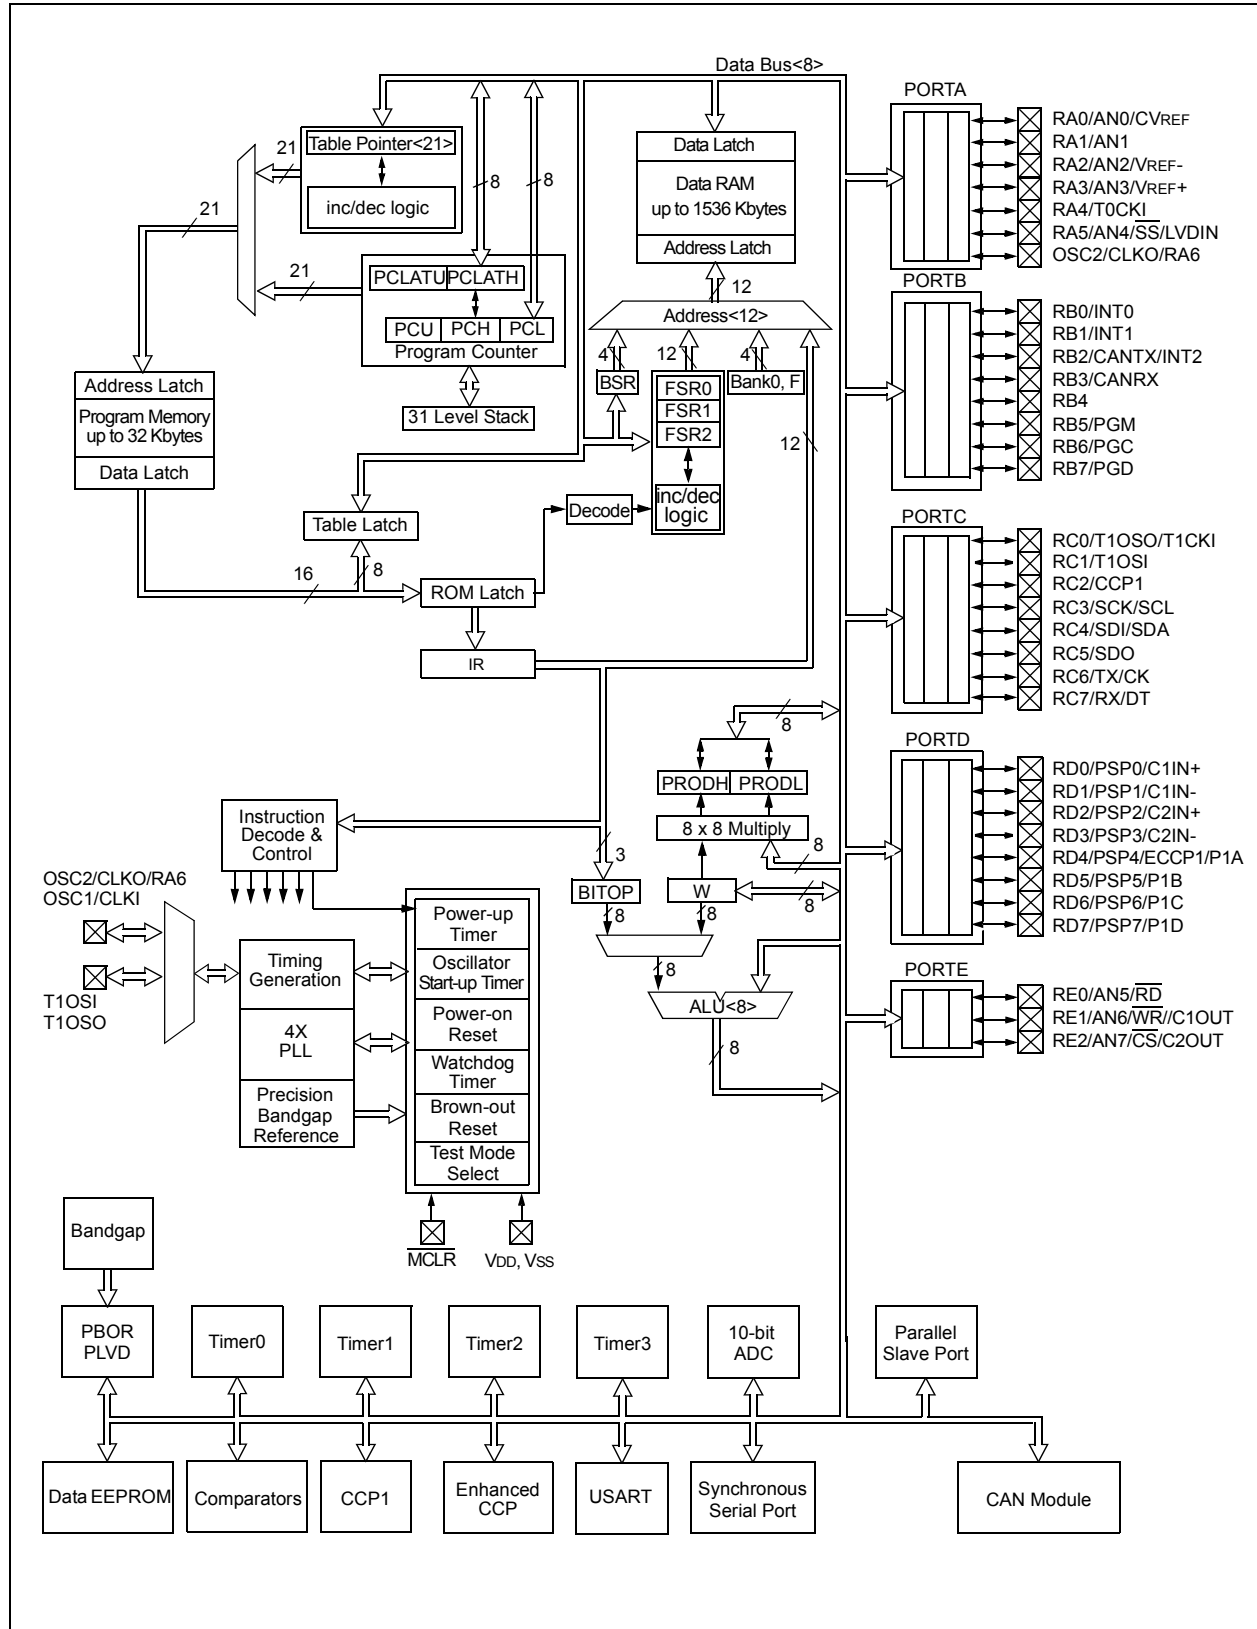 Data Bus<8>
Table Pointer<21>
inc/dec logic
21
21
21
8
8
PCLATU
PCLATH
PCU
PCH
PCL
Program Counter
31 Level Stack
Address Latch
Program Memory
up to 32 Kbytes
Data Latch
Data Latch
Data RAM
up to 1536 Kbytes
Address Latch
12
Address<12>
4
12
4
BSR
FSR0
FSR1
FSR2
Bank0, F
inc/dec
logic
12
Decode
Table Latch
16
8
ROM Latch
IR
8
PRODH
PRODL
8 x 8 Multiply
8
3
BITOP
W
8
8
8
8
ALU<8>
8
Instruction
Decode &
Control
OSC2/CLKO/RA6
OSC1/CLKI
T1OSI
T1OSO
Timing
Generation
4X
PLL
Precision
Bandgap
Reference
Power-up
Timer
Oscillator
Start-up Timer
Power-on
Reset
Watchdog
Timer
Brown-out
Reset
Test Mode
Select
M̅C̅L̅R̅
VDD, VSS
PORTA
RA0/AN0/CVREF
RA1/AN1
RA2/AN2/VREF-
RA3/AN3/VREF+
RA4/T0CKI
RA5/AN4/S̅S̅/LVDIN
OSC2/CLKO/RA6
PORTB
RB0/INT0
RB1/INT1
RB2/CANTX/INT2
RB3/CANRX
RB4
RB5/PGM
RB6/PGC
RB7/PGD
PORTC
RC0/T1OSO/T1CKI
RC1/T1OSI
RC2/CCP1
RC3/SCK/SCL
RC4/SDI/SDA
RC5/SDO
RC6/TX/CK
RC7/RX/DT
PORTD
RD0/PSP0/C1IN+
RD1/PSP1/C1IN-
RD2/PSP2/C2IN+
RD3/PSP3/C2IN-
RD4/PSP4/ECCP1/P1A
RD5/PSP5/P1B
RD6/PSP6/P1C
RD7/PSP7/P1D
PORTE
RE0/AN5/R̅D̅
RE1/AN6/W̅R̅//C1OUT
RE2/AN7/C̅S̅/C2OUT
Bandgap
PBOR
PLVD
Timer0
Timer1
Timer2
Timer3
10-bit
ADC
Parallel
Slave Port
Data EEPROM
Comparators
CCP1
Enhanced
CCP
USART
Synchronous
Serial Port
CAN Module